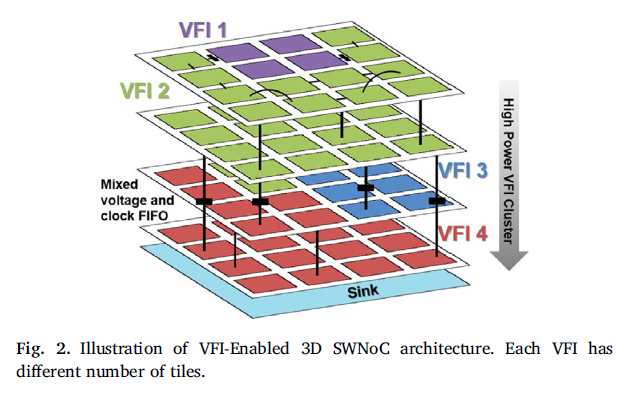 VFI 1
VFI 2
High Power VFI Cluster
Mixed
voltage and
clock FIFO
VFI 3
VFI 4
Sink
Fig. 2. Illustration of VFI-Enabled 3D SWNoC architecture. Each VFI has
different number of tiles.